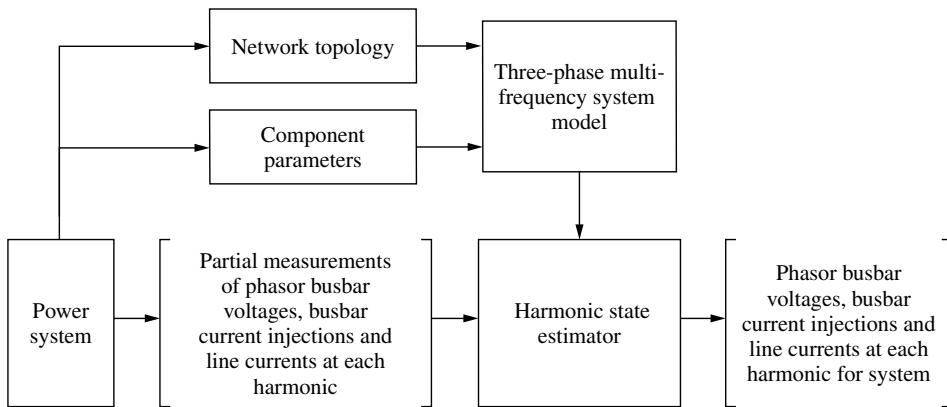 Network topology
Three-phase multi-
frequency system
model
Component
parameters
Power
system
Partial measurements
of phasor busbar
voltages, busbar
current injections and
line currents at each
harmonic
Harmonic state
estimator
Phasor busbar
voltages, busbar
current injections and
line currents at each
harmonic for system